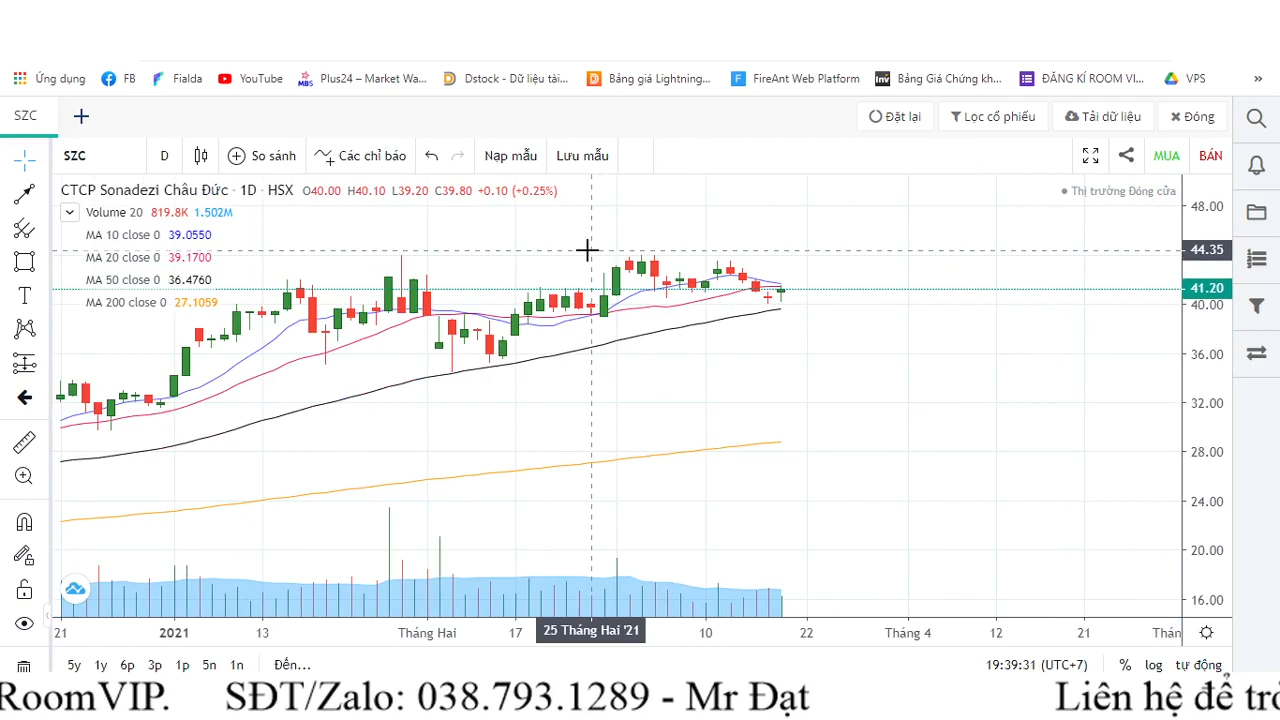 Ứng dụng FB Fialda YouTube Plus24 – Market Wa... Dstock - Dữ liệu tài... Bảng giá Lightning... FireAnt Web Platform Bảng Giá Chứng kh... ĐĂNG KÍ ROOM VI... VPS »
SZC + Đặt lại Lọc cổ phiếu Tải dữ liệu Đóng
SZC D So sánh Các chỉ báo Nạp mẫu Lưu mẫu MUA BÁN
CTCP Sonadezi Châu Đức · 1D · HSX O40.00 H40.10 L39.20 C39.80 +0.10 (+0.25%) Thị trường Đóng cửa
Volume 20 819.8K 1.502M
MA 10 close 0 39.0550
MA 20 close 0 39.1700
MA 50 close 0 36.4760
MA 200 close 0 27.1059
48.00
44.35
41.20
40.00
36.00
32.00
28.00
24.00
20.00
16.00
21 2021 13 Tháng Hai 17 25 Tháng Hai '21 10 22 Tháng 4 12 21 Thán
5y 1y 6p 3p 1p 5n 1n Đến... 19:39:31 (UTC+7) % log tự động
RoomVIP. SĐT/Zalo: 038.793.1289 - Mr Đạt Liên hệ để trở